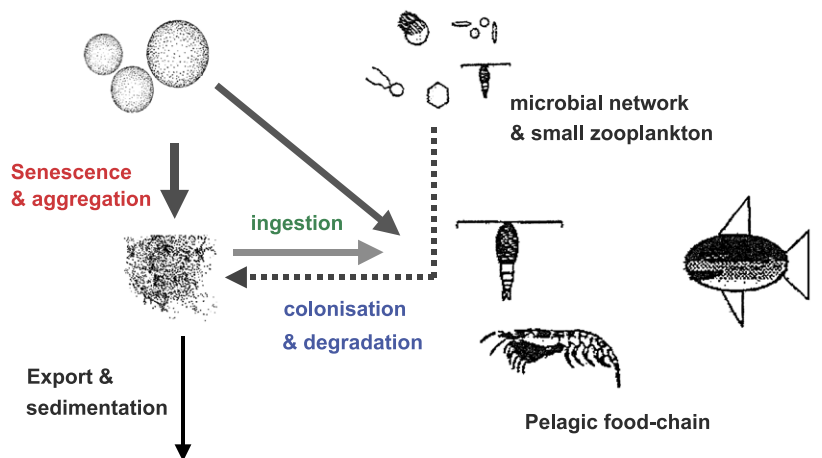 microbial network
& small zooplankton
Senescence
& aggregation
ingestion
colonisation
& degradation
Export &
sedimentation
Pelagic food-chain